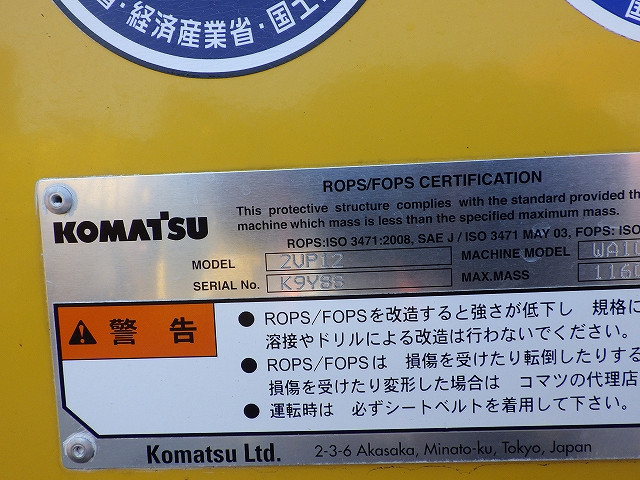 省・経済産業省・国土
ROPS/FOPS CERTIFICATION
KOMATSU
This protective structure complies with the standard provided th
machine which mass is less than the specified maximum mass.
ROPS:ISO 3471:2008, SAE J / ISO 3471 MAY 03, FOPS: ISO
MODEL 2VP12 MACHINE MODEL WA10
SERIAL No. K9Y88 MAX.MASS 1160
警 告
● ROPS/FOPSを改造すると強さが低下し 規格に
溶接やドリルによる改造は行わないでください。
● ROPS/FOPSは 損傷を受けたり転倒したりする
損傷を受けたり変形した場合は コマツの代理店
● 運転時は 必ずシートベルトを着用して下さい。
Komatsu Ltd. 2-3-6 Akasaka, Minato-ku, Tokyo, Japan